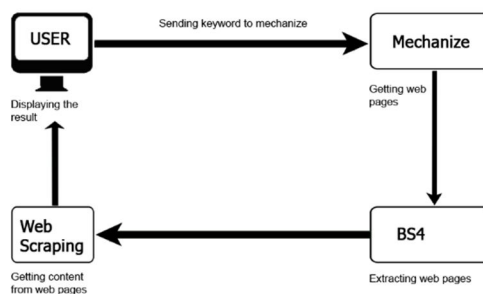 Sending keyword to mechanize
USER
Mechanize
Displaying the
result
Getting web
pages
Web
Scraping
BS4
Getting content
from web pages
Extracting web pages